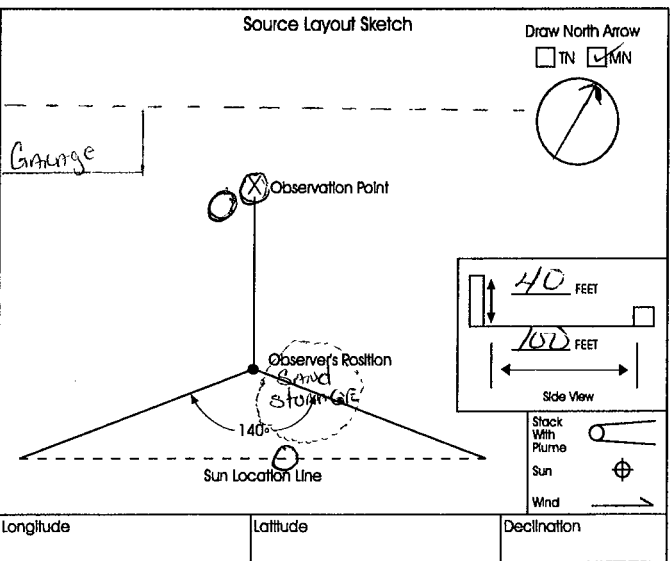 Source Layout Sketch
Draw North Arrow
TN MN
Garage
X Observation Point
40 FEET
100 FEET
Side View
Observer's Position
Sand
Storage
140°
Sun Location Line
Stack
With
Plume
Sun
Wind
Longitude Latitude Declination